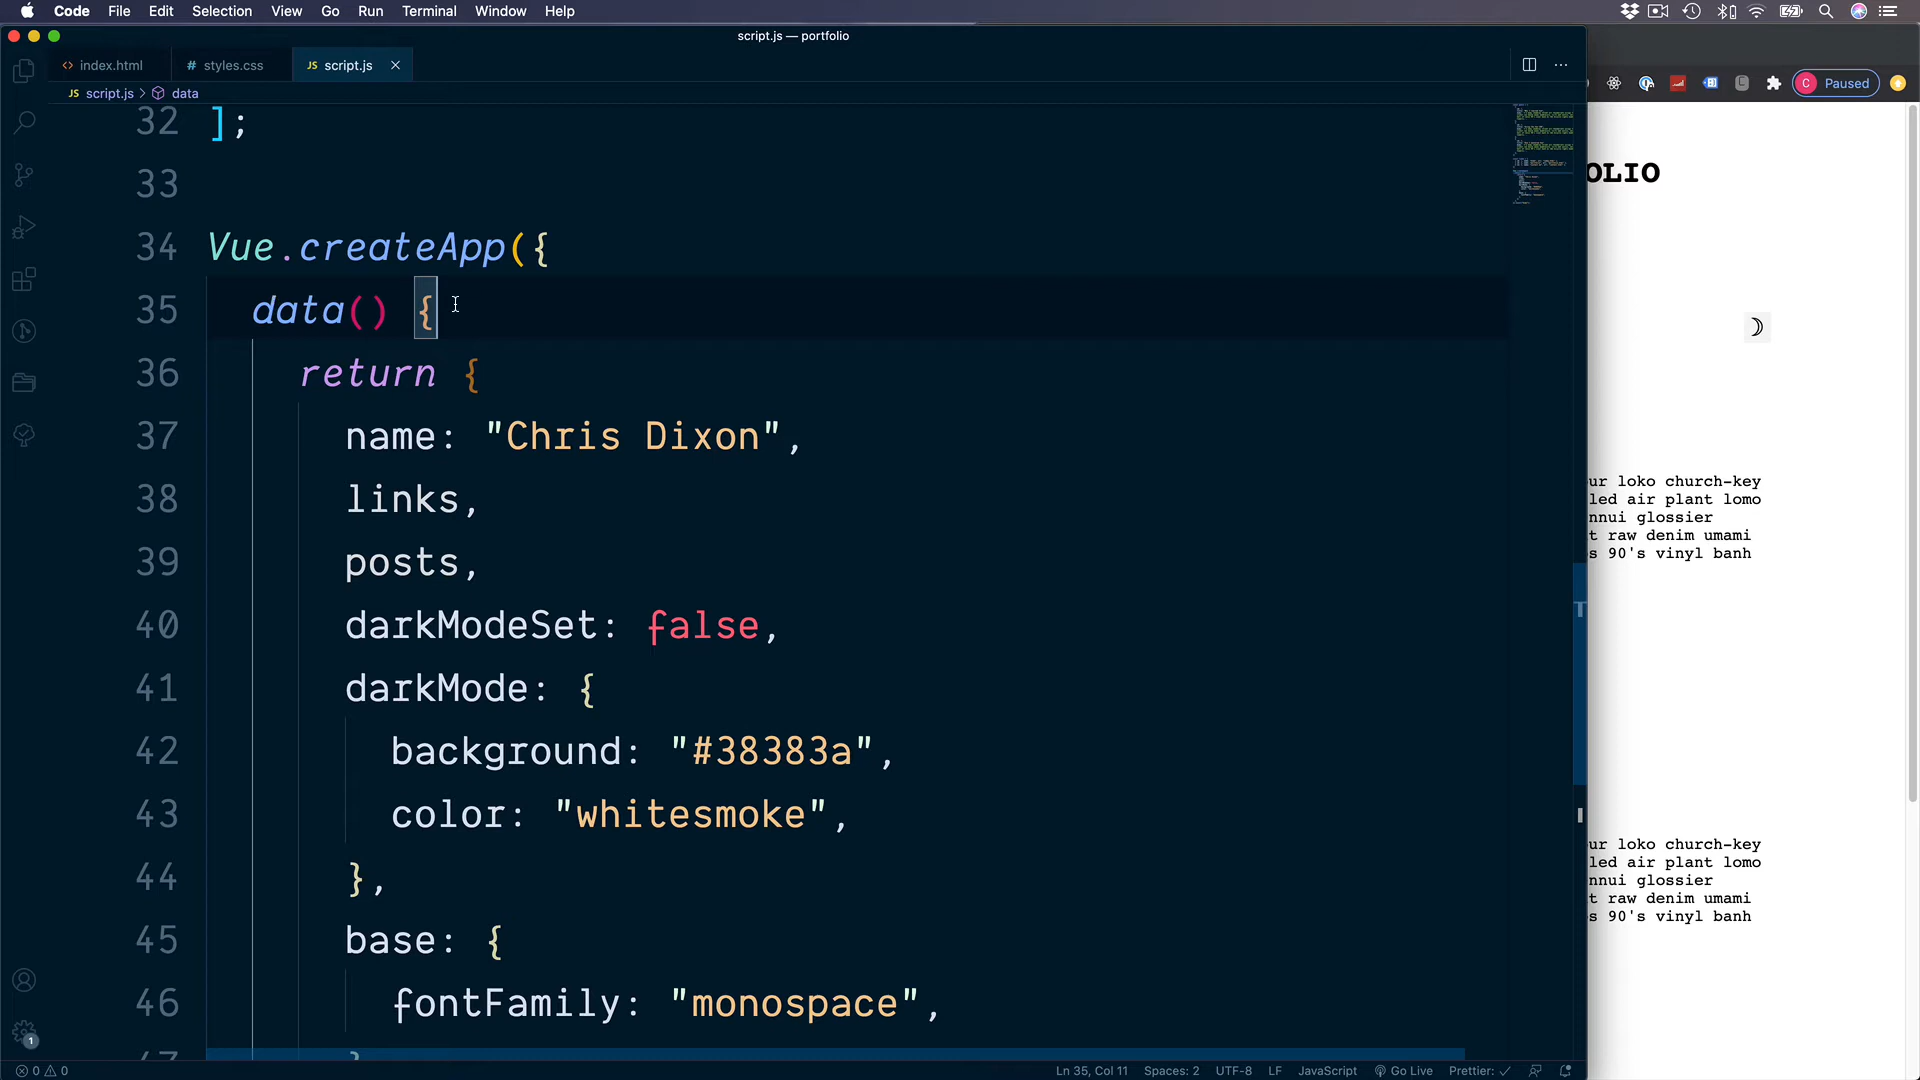 Code File Edit Selection View Go Run Terminal Window Help
script.js — portfolio
index.html styles.css JS script.js
JS script.js > data
Paused
C
OLIO
32 ];
33
34 Vue.createApp({
35 data() {
36 return {
37 name: "Chris Dixon",
38 links,
39 posts,
40 darkModeSet: false,
41 darkMode: {
42 background: "#38383a",
43 color: "whitesmoke",
44 },
45 base: {
46 fontFamily: "monospace",
47 }
ur loko church-key
led air plant lomo
nnui glossier
t raw denim umami
s 90's vinyl banh
ur loko church-key
led air plant lomo
nnui glossier
t raw denim umami
s 90's vinyl banh
1
0 0 Ln 35, Col 11 Spaces: 2 UTF-8 LF JavaScript Go Live Prettier: ✓